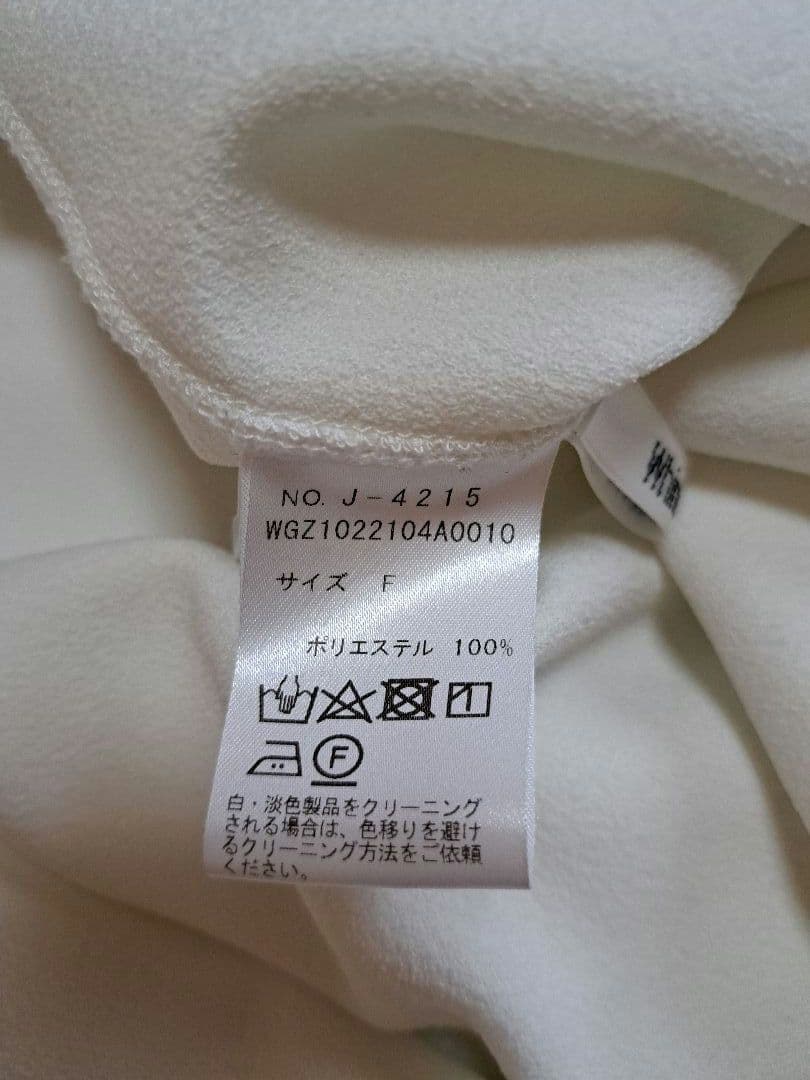 NO. J-4215
WGZ1022104A0010
サイズ F
ポリエステル 100%
F
白・淡色製品をクリーニング
される場合は、色移りを避け
るクリーニング方法をご依頼
ください。